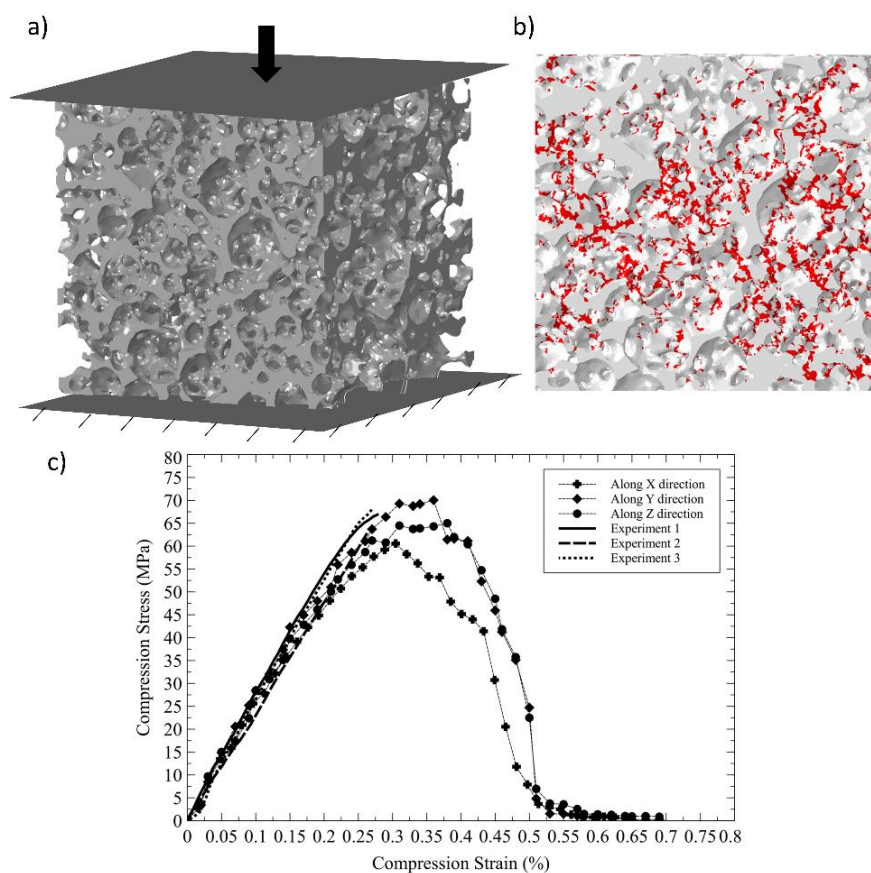 a)
b)
c)
80
75
70
65
60
55
50
45
40
35
30
25
20
15
10
5
0
Compression Stress (MPa)
Along X direction
Along Y direction
Along Z direction
Experiment 1
Experiment 2
Experiment 3
0 0.05 0.1 0.15 0.2 0.25 0.3 0.35 0.4 0.45 0.5 0.55 0.6 0.65 0.7 0.75 0.8
Compression Strain (%)